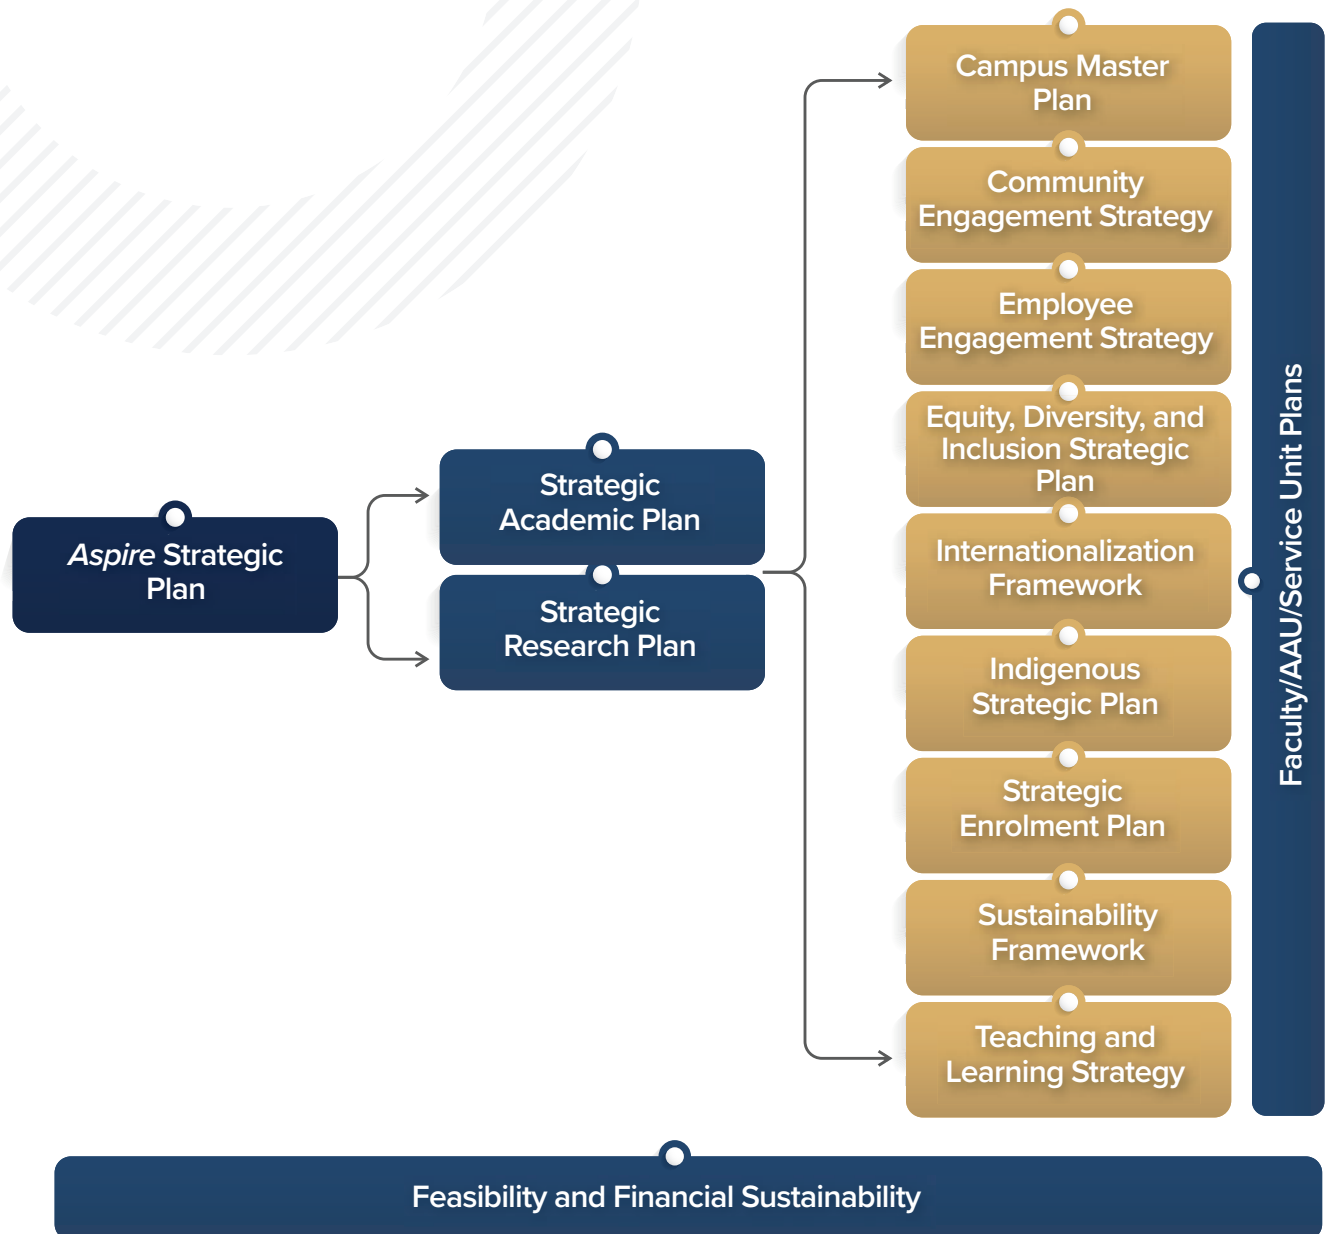 Aspire Strategic
Plan
Strategic
Academic Plan
Strategic
Research Plan
Campus Master
Plan
Community
Engagement Strategy
Employee
Engagement Strategy
Equity, Diversity, and
Inclusion Strategic
Plan
Internationalization
Framework
Indigenous
Strategic Plan
Strategic
Enrolment Plan
Sustainability
Framework
Teaching and
Learning Strategy
Faculty/AAU/Service Unit Plans
Feasibility and Financial Sustainability